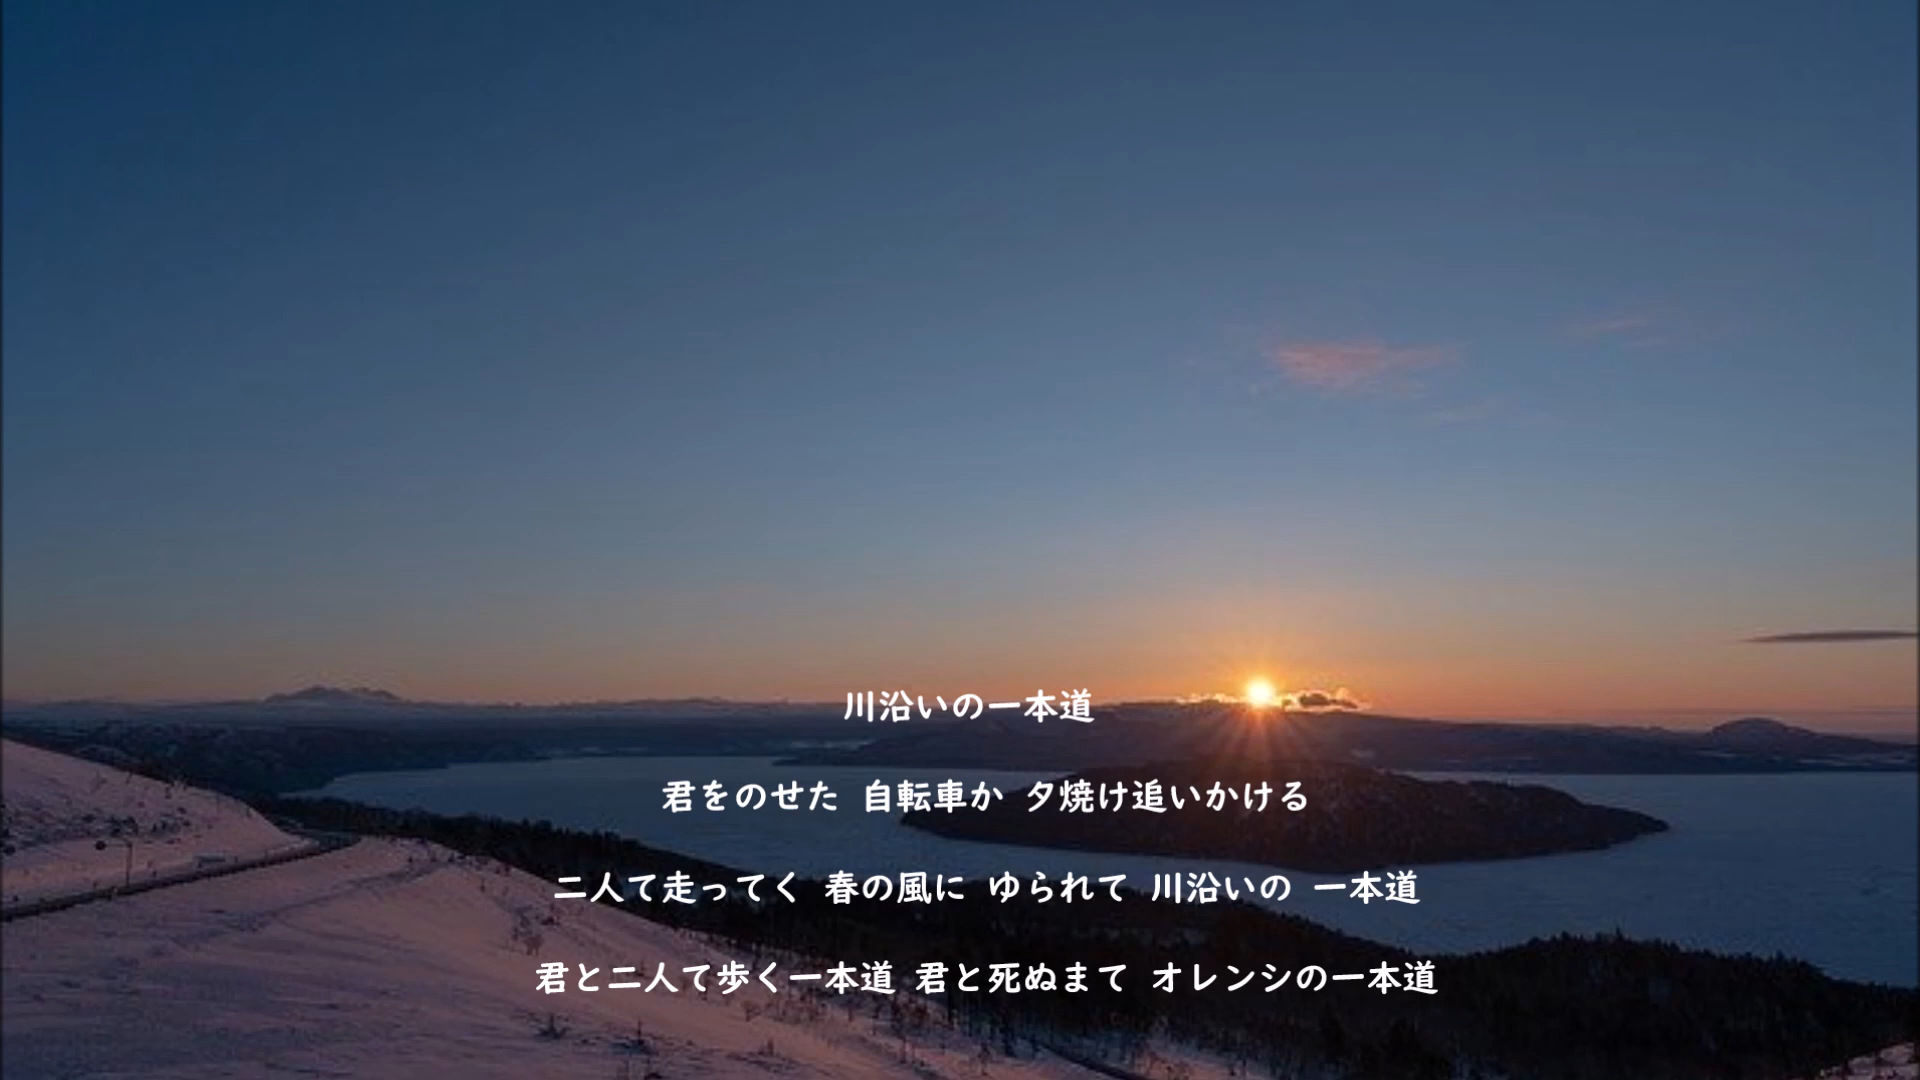 川沿いの一本道
君をのせた 自転車か 夕焼け追いかける
二人て走ってく 春の風に ゆられて 川沿いの 一本道
君と二人て歩く一本道 君と死ぬまて オレンシの一本道